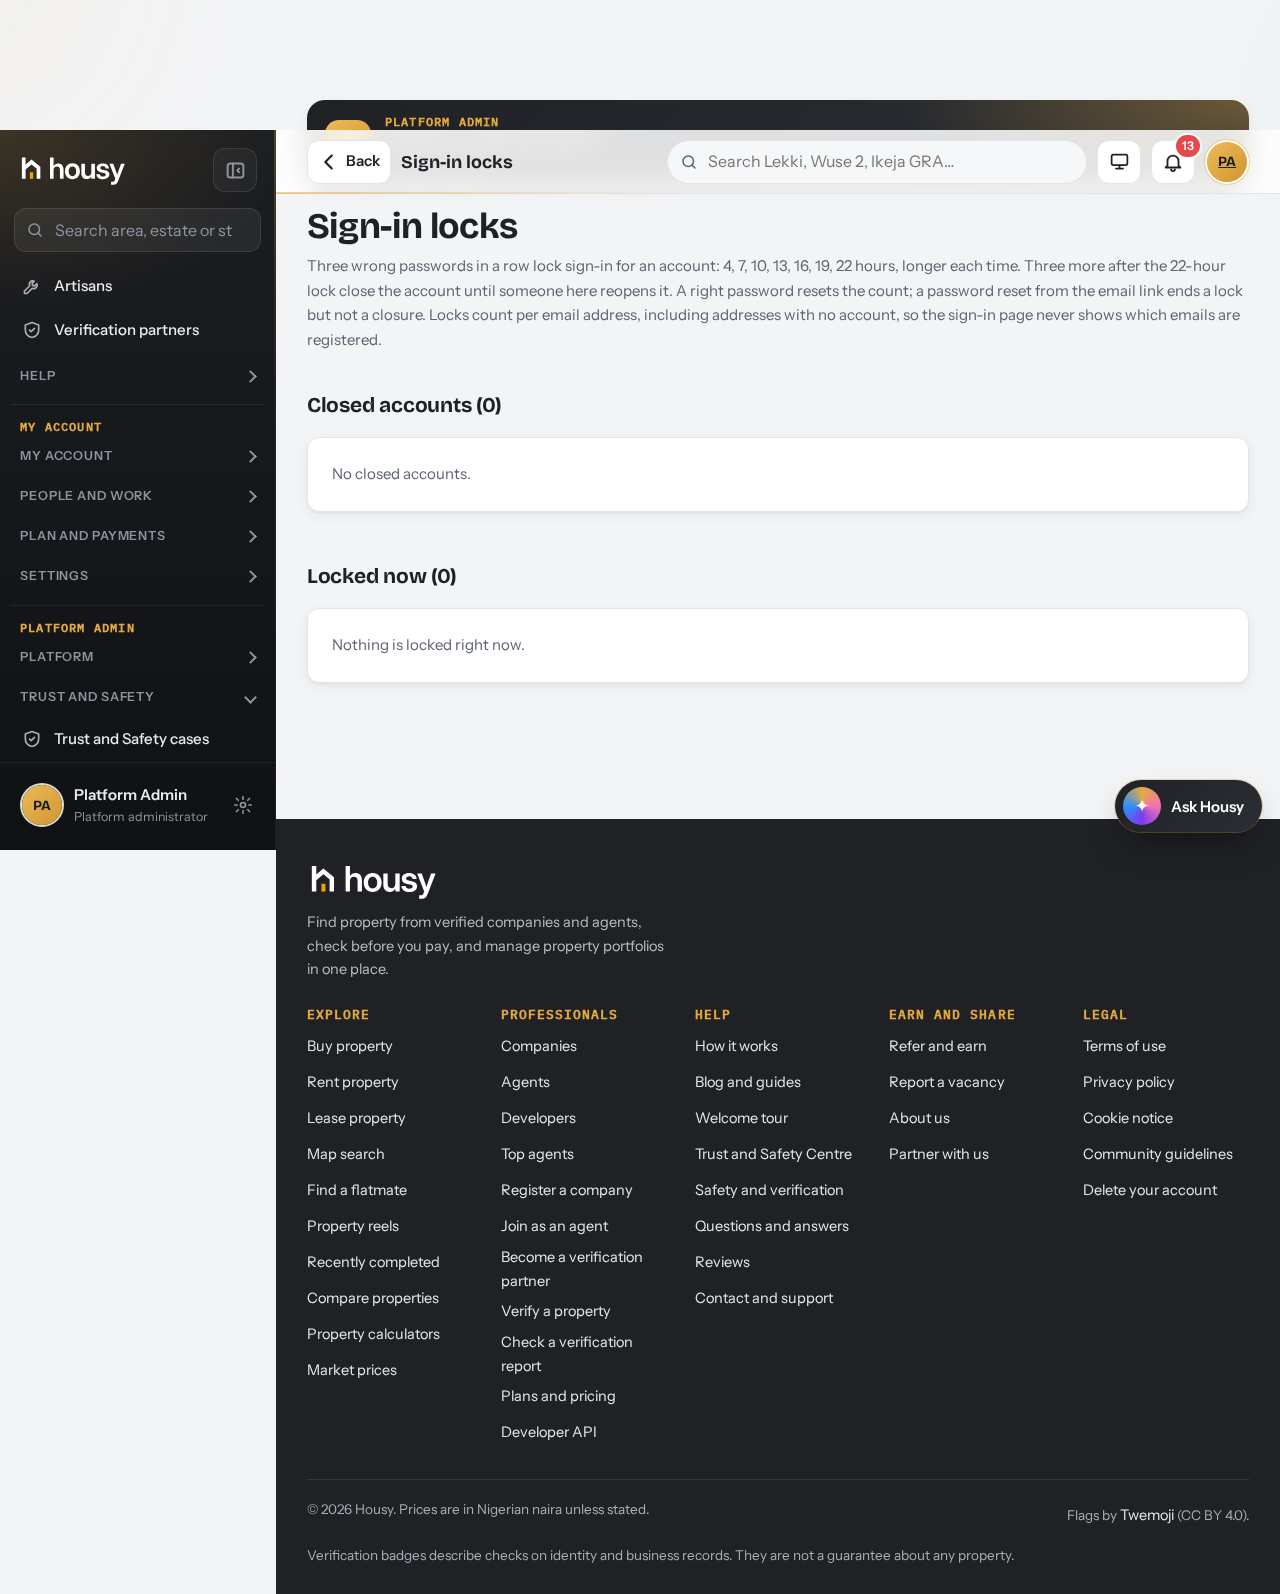 PLATFORM ADMIN
Back
Sign-in locks
Search Lekki, Wuse 2, Ikeja GRA...
13
PA
housy
Search area, estate or st
Artisans
Verification partners
HELP
MY ACCOUNT
MY ACCOUNT
PEOPLE AND WORK
PLAN AND PAYMENTS
SETTINGS
PLATFORM ADMIN
PLATFORM
TRUST AND SAFETY
Trust and Safety cases
PA
Platform Admin
Platform administrator
Sign-in locks
Three wrong passwords in a row lock sign-in for an account: 4, 7, 10, 13, 16, 19, 22 hours, longer each time. Three more after the 22-hour
lock close the account until someone here reopens it. A right password resets the count; a password reset from the email link ends a lock
but not a closure. Locks count per email address, including addresses with no account, so the sign-in page never shows which emails are
registered.
Closed accounts (0)
No closed accounts.
Locked now (0)
Nothing is locked right now.
Ask Housy
housy
Find property from verified companies and agents,
check before you pay, and manage property portfolios
in one place.
EXPLORE
Buy property
Rent property
Lease property
Map search
Find a flatmate
Property reels
Recently completed
Compare properties
Property calculators
Market prices
PROFESSIONALS
Companies
Agents
Developers
Top agents
Register a company
Join as an agent
Become a verification
partner
Verify a property
Check a verification
report
Plans and pricing
Developer API
HELP
How it works
Blog and guides
Welcome tour
Trust and Safety Centre
Safety and verification
Questions and answers
Reviews
Contact and support
EARN AND SHARE
Refer and earn
Report a vacancy
About us
Partner with us
LEGAL
Terms of use
Privacy policy
Cookie notice
Community guidelines
Delete your account
© 2026 Housy. Prices are in Nigerian naira unless stated.
Flags by Twemoji (CC BY 4.0).
Verification badges describe checks on identity and business records. They are not a guarantee about any property.